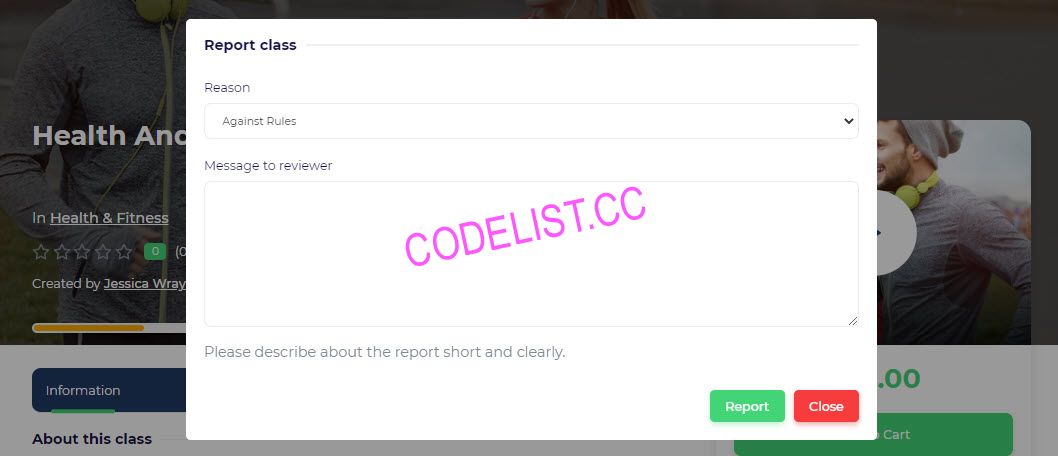 Report class
Reason
Against Rules
Message to reviewer
CODELIST.CC
Please describe about the report short and clearly.
Report
Close
Health And
In Health & Fitness
0 (0
Created by Jessica Wray
Information
About this class
.00
Cart